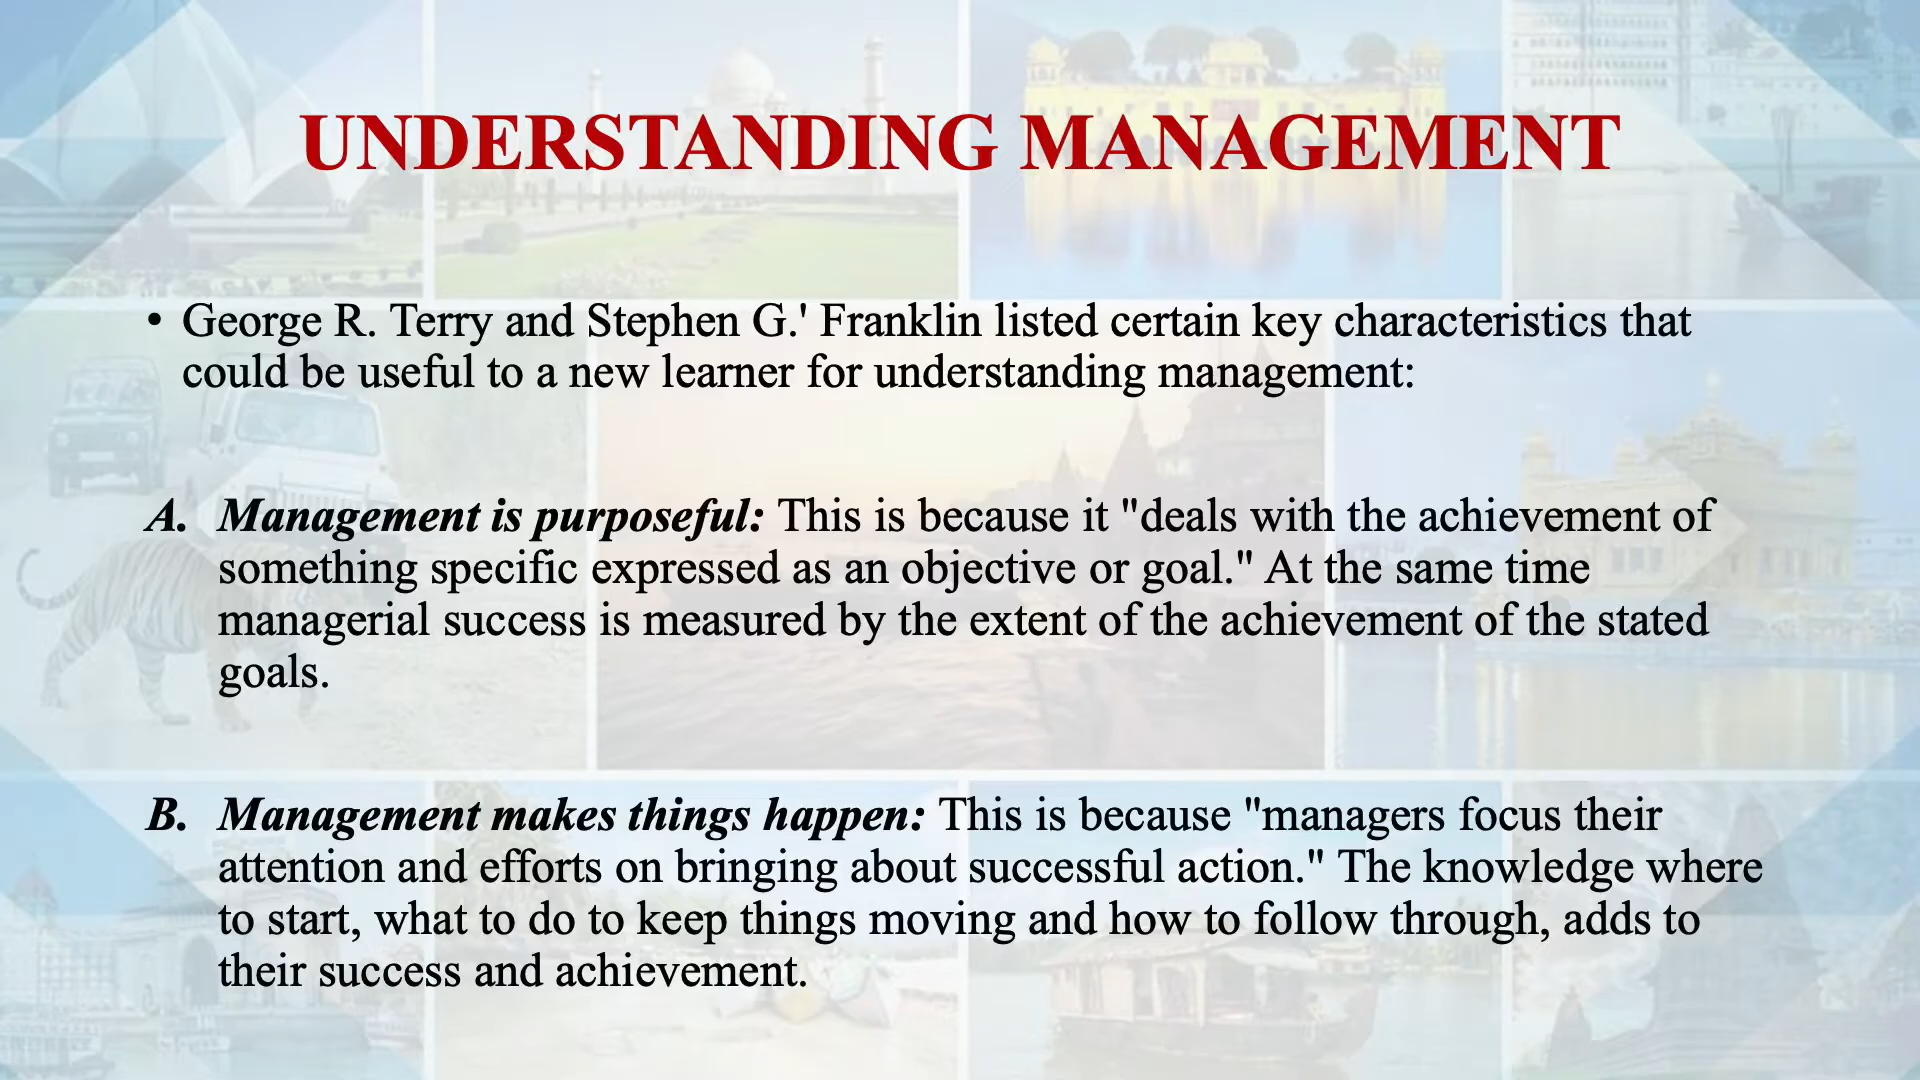 UNDERSTANDING MANAGEMENT
• George R. Terry and Stephen G.' Franklin listed certain key characteristics that
could be useful to a new learner for understanding management:
A. Management is purposeful: This is because it "deals with the achievement of
something specific expressed as an objective or goal." At the same time
managerial success is measured by the extent of the achievement of the stated
goals.
B. Management makes things happen: This is because "managers focus their
attention and efforts on bringing about successful action." The knowledge where
to start, what to do to keep things moving and how to follow through, adds to
their success and achievement.